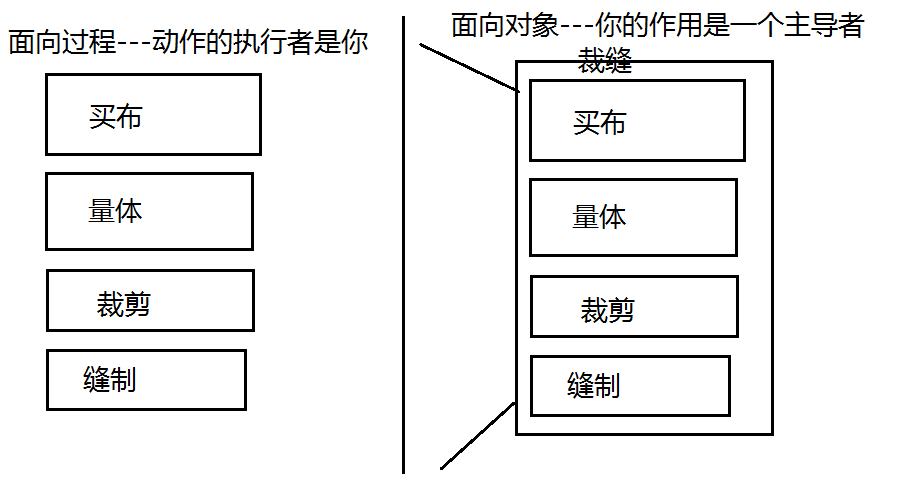 面向过程---动作的执行者是你
买布
量体
裁剪
缝制
面向对象---你的作用是一个主导者
裁缝
买布
量体
裁剪
缝制